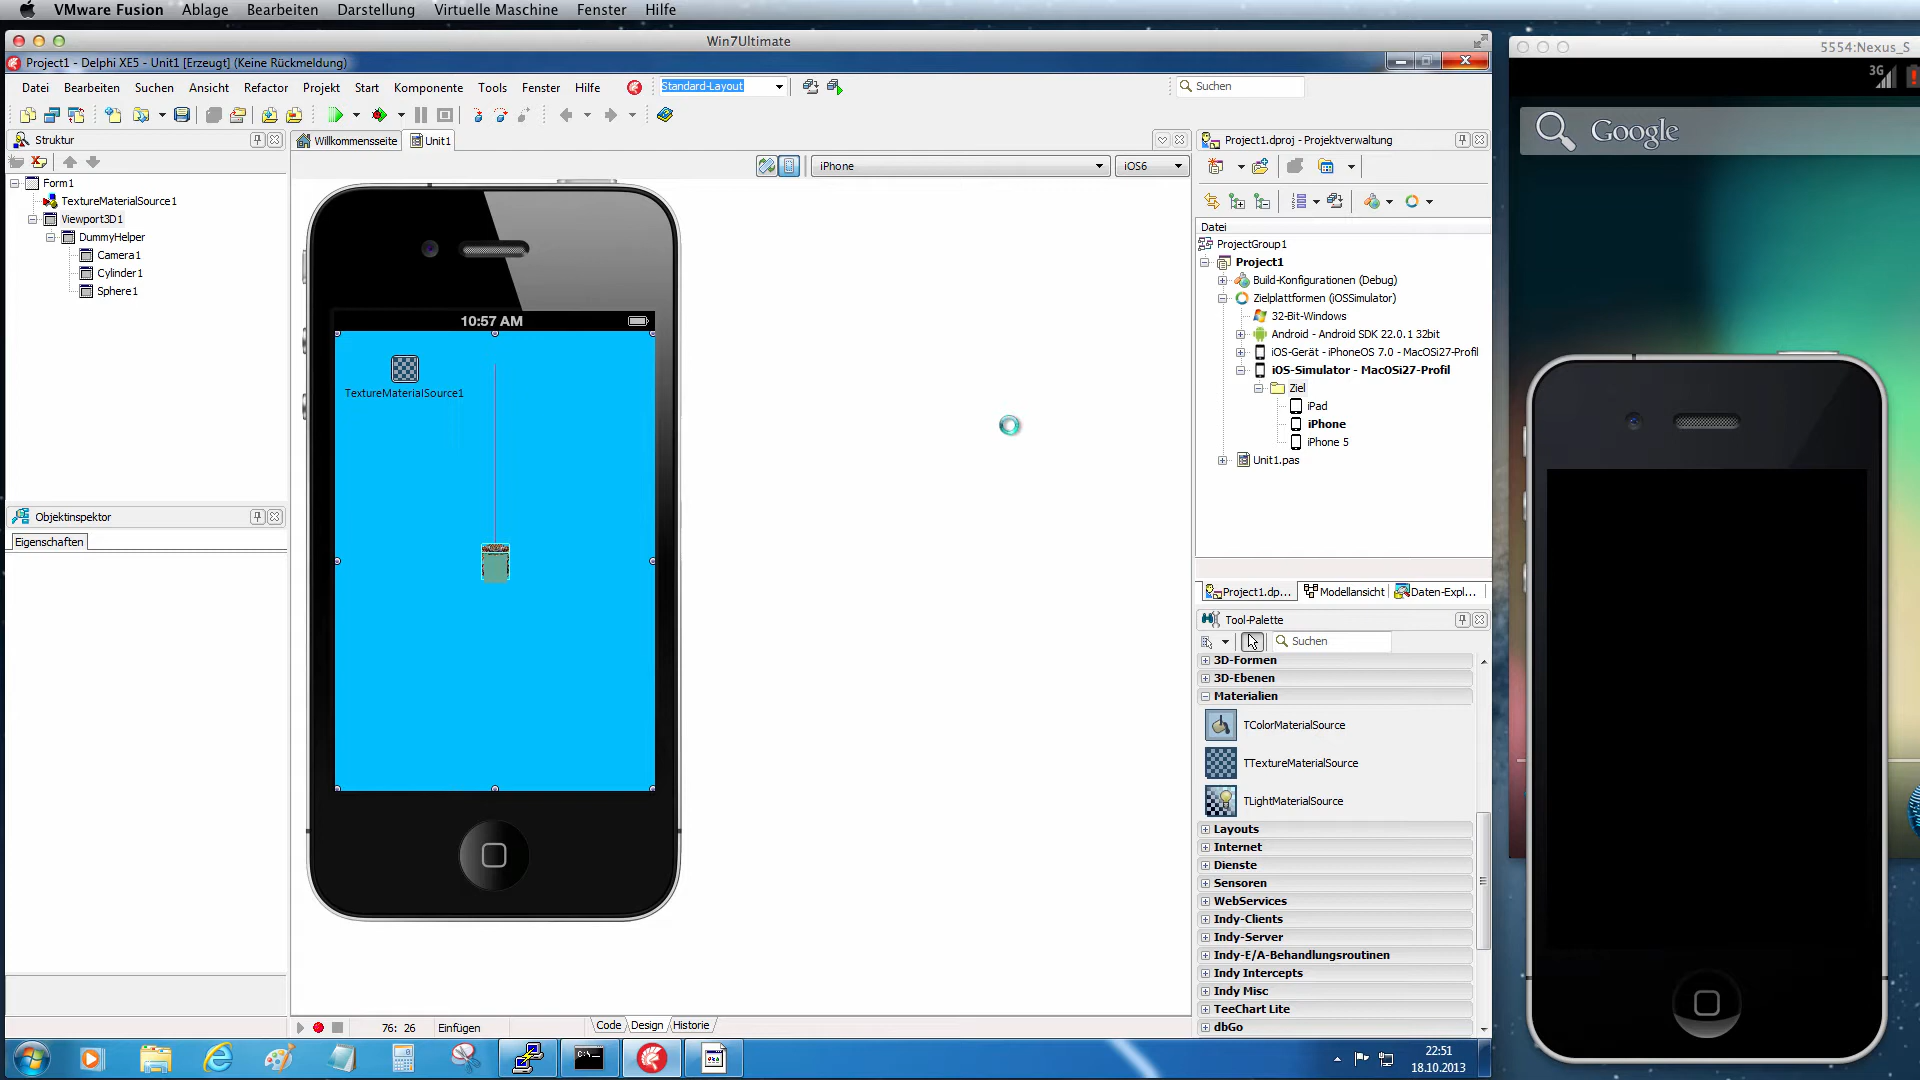 VMware Fusion Ablage Bearbeiten Darstellung Virtuelle Maschine Fenster Hilfe
Win7Ultimate
5554:Nexus_S
Project1 - Delphi XE5 - Unit1 [Erzeugt] (Keine Rückmeldung)
Datei Bearbeiten Suchen Ansicht Refactor Projekt Start Komponente Tools Fenster Hilfe
Standard-Layout
Suchen
3G
Google
Struktur
Willkommensseite
Unit1
Project1.dproj - Projektverwaltung
iPhone
iOS6
Form1
TextureMaterialSource1
Viewport3D1
DummyHelper
Camera1
Cylinder1
Sphere1
Objektinspektor
Eigenschaften
10:57 AM
TextureMaterialSource1
Datei
ProjectGroup1
Project1
Build-Konfigurationen (Debug)
Zielplattformen (iOSSimulator)
32-Bit-Windows
Android - Android SDK 22.0.1 32bit
iOS-Gerät - iPhoneOS 7.0 - MacOSi27-Profil
iOS-Simulator - MacOSi27-Profil
Ziel
iPad
iPhone
iPhone 5
Unit1.pas
Project1.dp...
Modellansicht
Daten-Expl...
Tool-Palette
Suchen
3D-Formen
3D-Ebenen
Materialien
TColorMaterialSource
TTextureMaterialSource
TLightMaterialSource
Layouts
Internet
Dienste
Sensoren
WebServices
Indy-Clients
Indy-Server
Indy-E/A-Behandlungsroutinen
Indy Intercepts
Indy Misc
TeeChart Lite
dbGo
76: 26
Einfügen
Code
Design
Historie
C:\_
22:51
18.10.2013